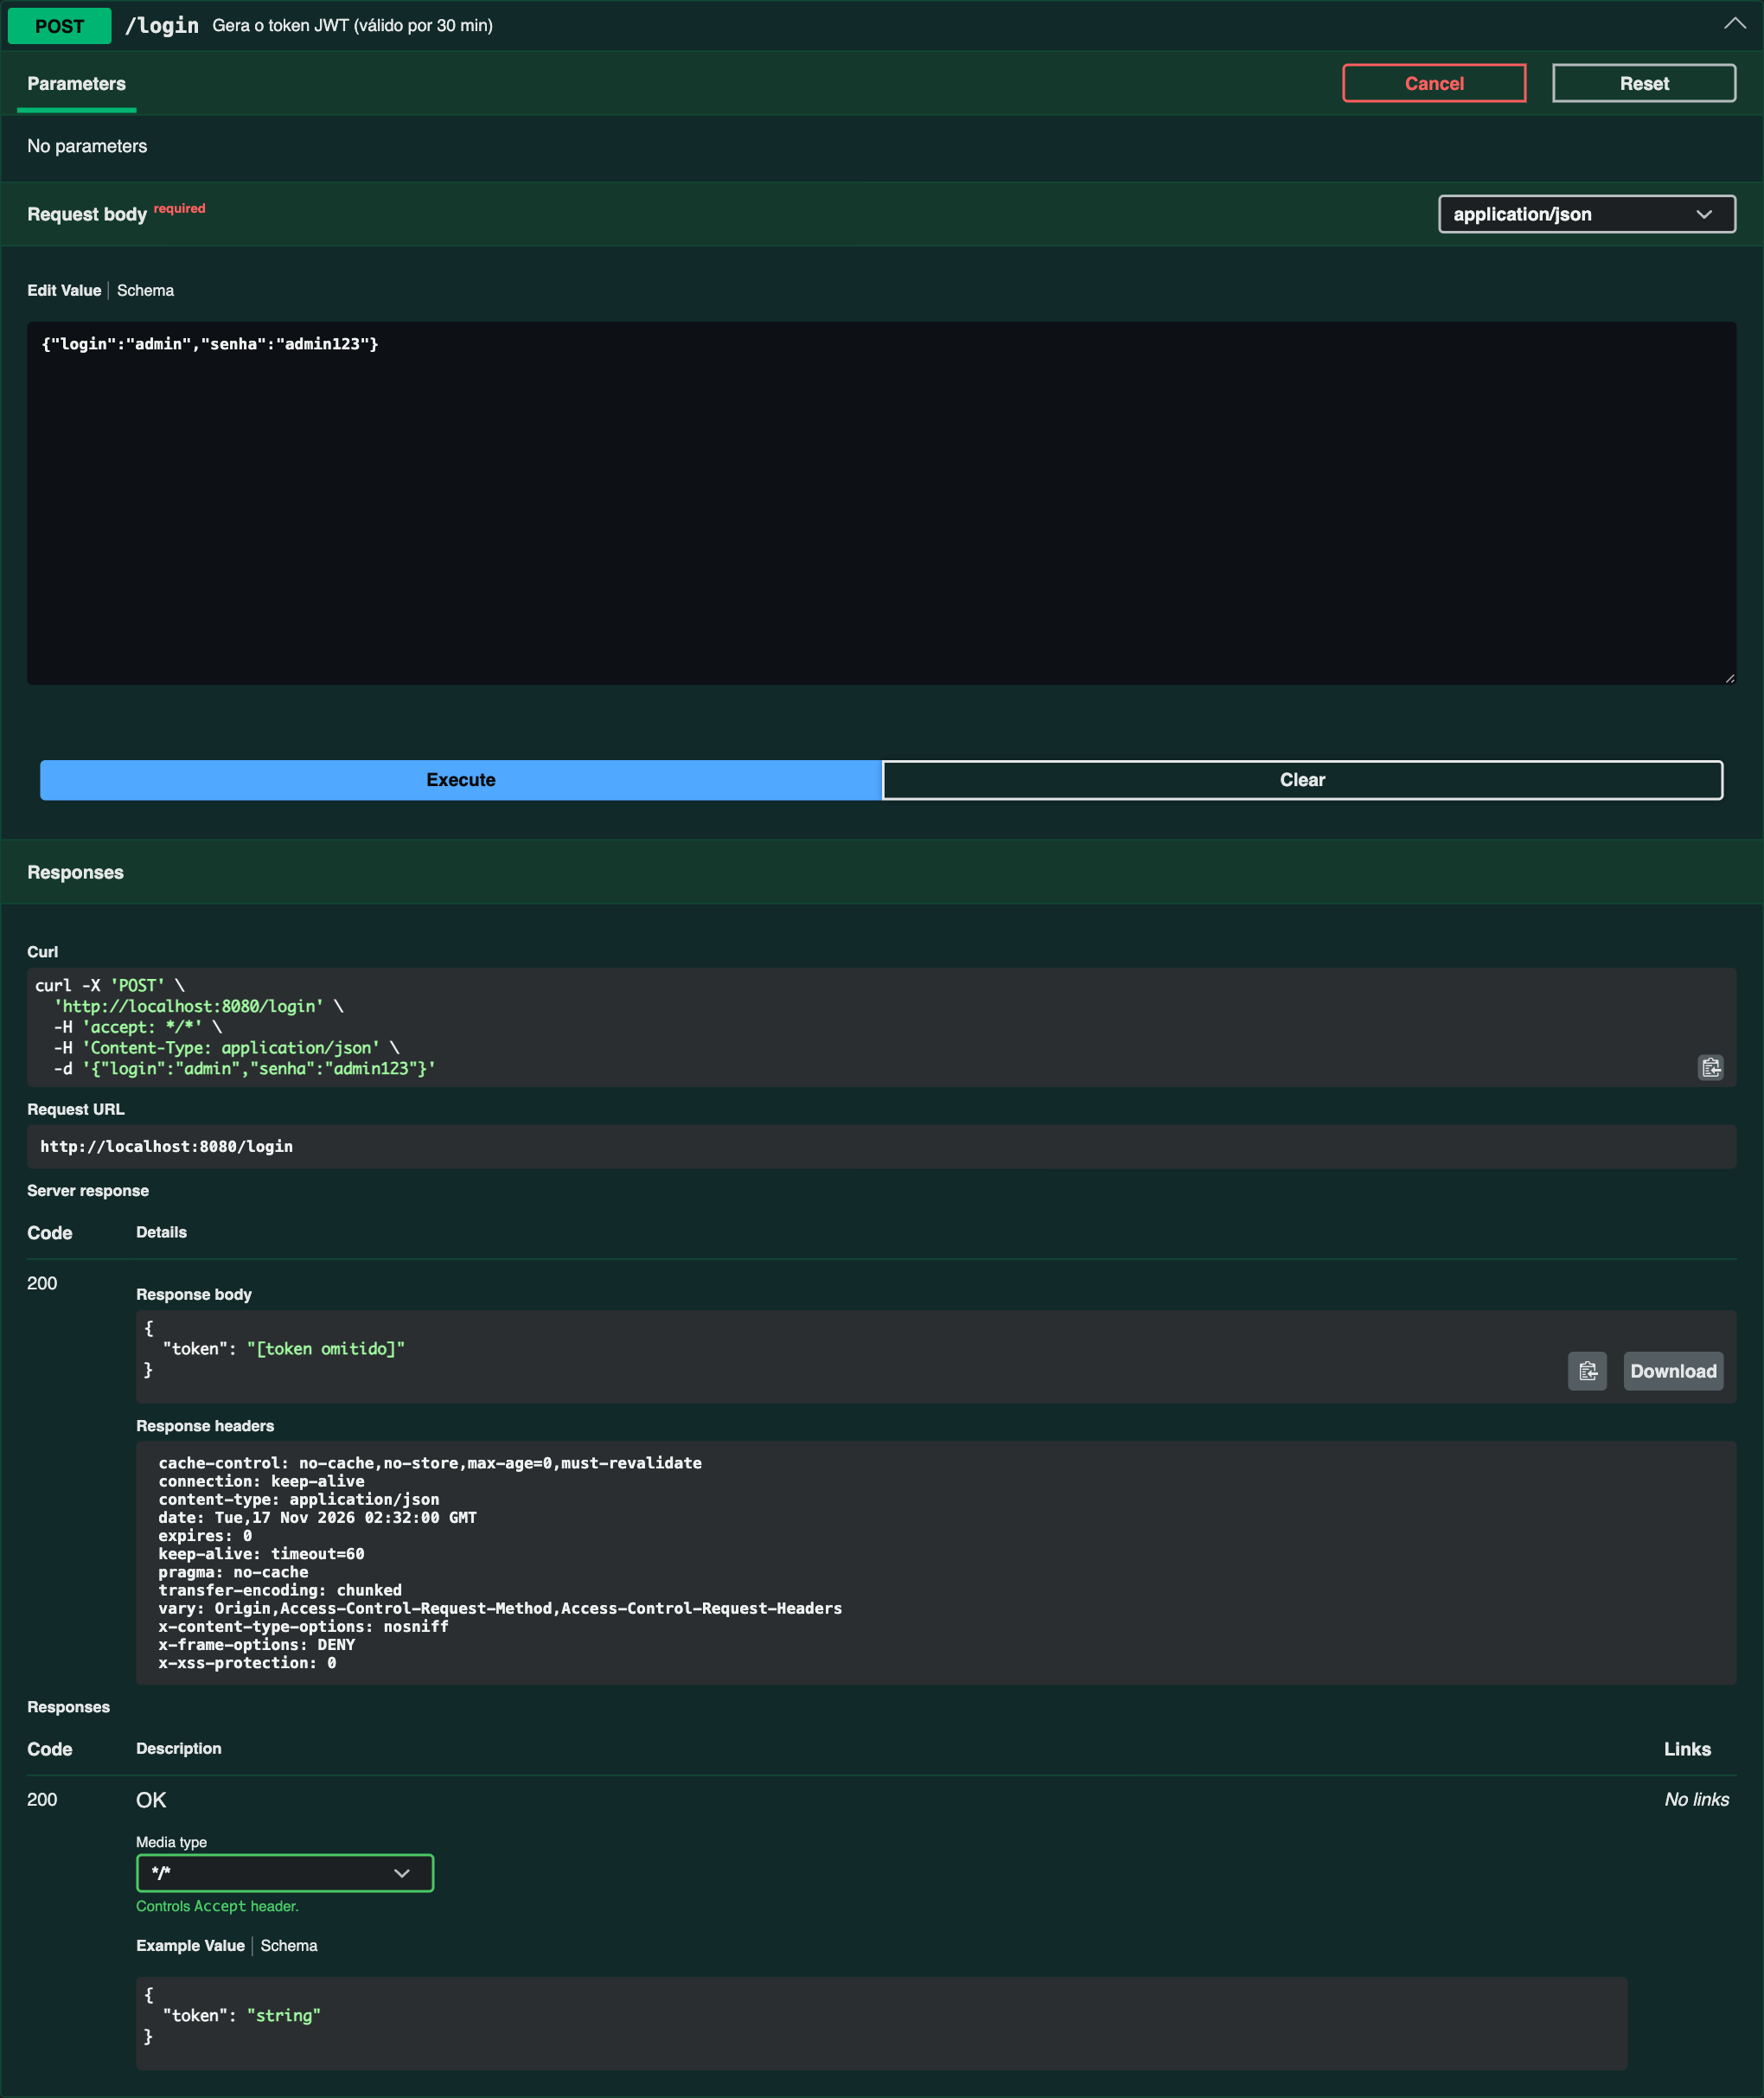 POST /login Gera o token JWT (válido por 30 min)
Parameters
Cancel
Reset
No parameters
Request body required
application/json
Edit Value Schema
{"login":"admin","senha":"admin123"}
Execute
Clear
Responses
Curl
curl -X 'POST' \
'http://localhost:8080/login' \
-H 'accept: */*' \
-H 'Content-Type: application/json' \
-d '{"login":"admin","senha":"admin123"}'
Request URL
http://localhost:8080/login
Server response
Code Details
200
Response body
{
"token": "[token omitido]"
}
Download
Response headers
cache-control: no-cache,no-store,max-age=0,must-revalidate
connection: keep-alive
content-type: application/json
date: Tue,17 Nov 2026 02:32:00 GMT
expires: 0
keep-alive: timeout=60
pragma: no-cache
transfer-encoding: chunked
vary: Origin,Access-Control-Request-Method,Access-Control-Request-Headers
x-content-type-options: nosniff
x-frame-options: DENY
x-xss-protection: 0
Responses
Code Description Links
200 OK No links
Media type
*/*
Controls Accept header.
Example Value Schema
{
"token": "string"
}